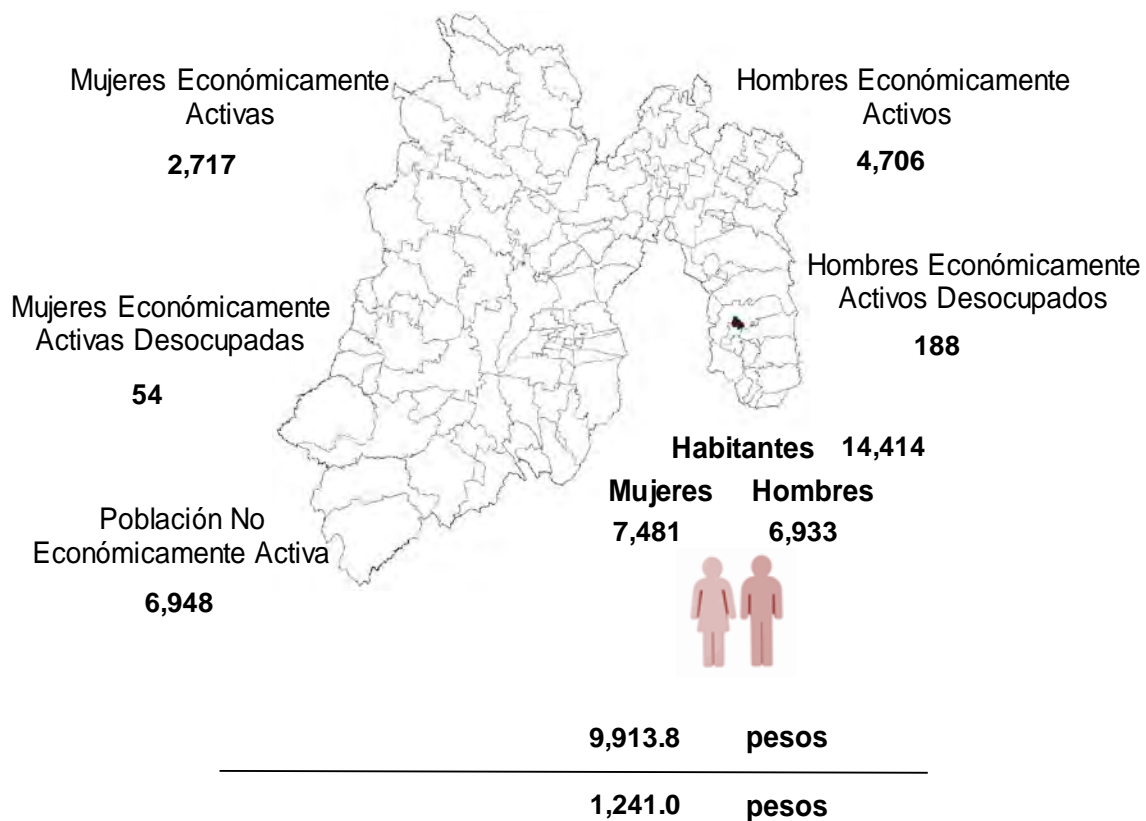 Mujeres Económicamente
Activas
2,717
Hombres Económicamente
Activos
4,706
Mujeres Económicamente
Activas Desocupadas
54
Hombres Económicamente
Activos Desocupados
188
Habitantes 14,414
Mujeres Hombres
7,481 6,933
Población No
Económicamente Activa
6,948
9,913.8 pesos
1,241.0 pesos